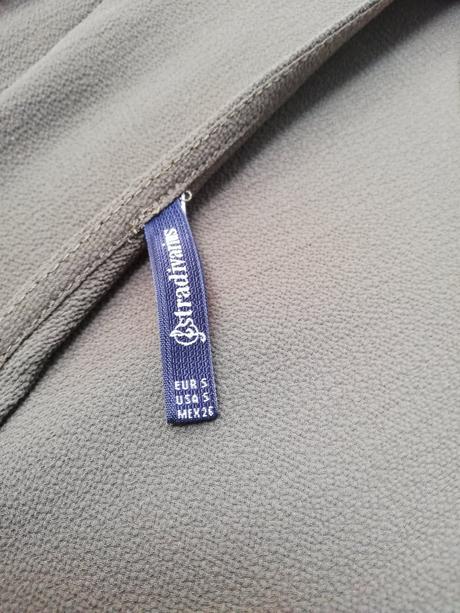 stradivarius
EUR S
USA S
MEX 26